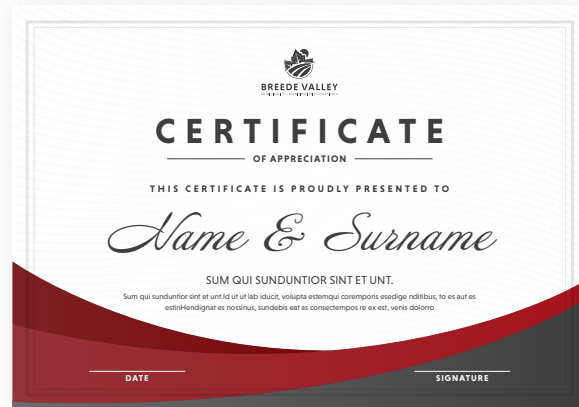 BREEDE VALLEY
CERTIFICATE
OF APPRECIATION
THIS CERTIFICATE IS PROUDLY PRESENTED TO
Name & Surname
SUM QUI SUNDUNTIOR SINT ET UNT.
Sum qui sunduntior sint et unt.Id ut ut lab iducit, volupta estemqui coremporis esedige nditibus, to es aut es
estinHendignat es nossinus, sundebis eat as consectempos re ex est, venis dolorro
DATE
SIGNATURE